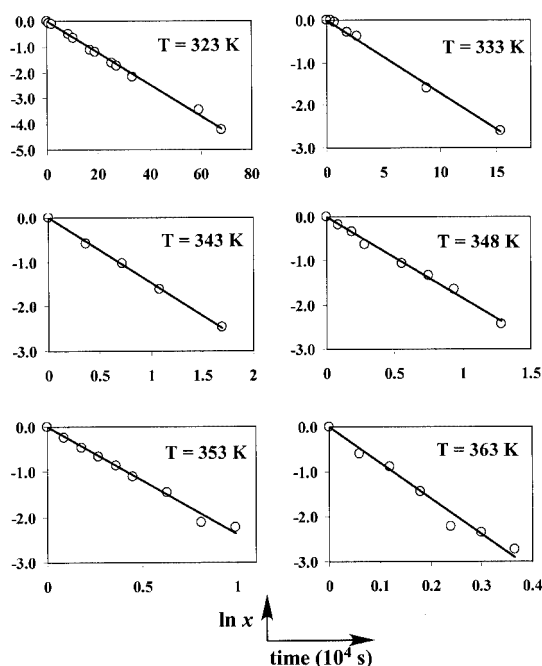 T = 323 K
0.0
-1.0
-2.0
-3.0
-4.0
-5.0
0 20 40 60 80
T = 333 K
0.0
-1.0
-2.0
-3.0
0 5 10 15
T = 343 K
0.0
-1.0
-2.0
-3.0
0 0.5 1 1.5 2
T = 348 K
0.0
-1.0
-2.0
-3.0
0 0.5 1 1.5
T = 353 K
0.0
-1.0
-2.0
-3.0
0 0.5 1
T = 363 K
0.0
-1.0
-2.0
-3.0
0 0.1 0.2 0.3 0.4
ln x
time (10⁴ s)